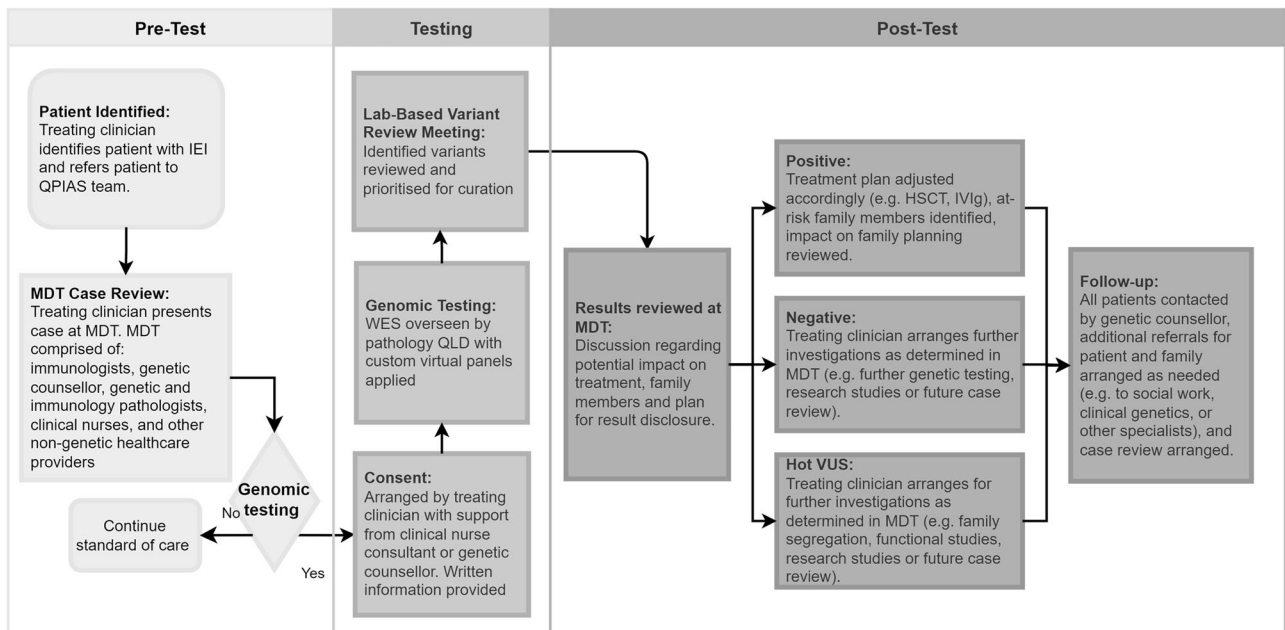 Pre-Test
Testing
Post-Test
Patient Identified:
Treating clinician
identifies patient with IEI
and refers patient to
QPIAS team.
MDT Case Review:
Treating clinician presents
case at MDT. MDT
comprised of:
immunologists, genetic
counsellor, genetic and
immunology pathologists,
clinical nurses, and other
non-genetic healthcare
providers
Genomic
testing
No
Continue
standard of care
Yes
Consent:
Arranged by treating
clinician with support
from clinical nurse
consultant or genetic
counsellor. Written
information provided
Genomic Testing:
WES overseen by
pathology QLD with
custom virtual panels
applied
Lab-Based Variant
Review Meeting:
Identified variants
reviewed and
prioritised for curation
Results reviewed at
MDT:
Discussion regarding
potential impact on
treatment, family
members and plan
for result disclosure.
Positive:
Treatment plan adjusted
accordingly (e.g. HSCT, IVIg), at-
risk family members identified,
impact on family planning
reviewed.
Negative:
Treating clinician arranges further
investigations as determined in
MDT (e.g. further genetic testing,
research studies or future case
review).
Hot VUS:
Treating clinician arranges for
further investigations as
determined in MDT (e.g. family
segregation, functional studies,
research studies or future case
review).
Follow-up:
All patients contacted
by genetic counsellor,
additional referrals for
patient and family
arranged as needed
(e.g. to social work,
clinical genetics, or
other specialists), and
case review arranged.